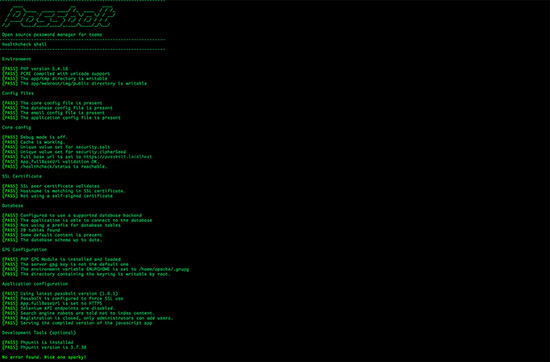 Open source password manager for teams
Healthcheck shell
Environment
[PASS] PHP version 5.4.16
[PASS] PCRE compiled with unicode support
[PASS] The app/tmp directory is writable
[PASS] The app/webroot/img/public directory is writable
Config files
[PASS] The core config file is present
[PASS] The database config file is present
[PASS] The email config file is present
[PASS] The application config file is present
Core config
[PASS] Debug mode is off.
[PASS] Cache is working.
[PASS] Unique value set for security.salt
[PASS] Unique value set for security.cipherSeed
[PASS] Full base url is set to https://passbolt.localhost
[PASS] App.fullBaseUrl validation OK.
[PASS] /healthcheck/status is reachable.
SSL Certificate
[PASS] SSL peer certificate validates
[PASS] Hostname is matching in SSL certificate.
[PASS] Not using a self-signed certificate
Database
[PASS] Configured to use a supported database backend
[PASS] The application is able to connect to the database
[PASS] Not using a prefix for database tables
[PASS] 20 tables found
[PASS] Some default content is present
[PASS] The database schema up to date.
GPG Configuration
[PASS] PHP GPG Module is installed and loaded
[PASS] The server gpg key is not the default one
[PASS] The environment variable GNUPGHOME is set to /home/apache/.gnupg
[PASS] The directory containing the keyring is writable by root.
Application configuration
[PASS] Using latest passbolt version (1.0.1)
[PASS] Passbolt is configured to force SSL use
[PASS] App.fullBaseUrl is set to HTTPS
[PASS] Selenium API endpoints are disabled.
[PASS] Search engine robots are told not to index content.
[PASS] Registration is closed, only administrators can add users.
[PASS] Serving the compiled version of the javascript app
Development Tools (optional)
[PASS] Phpunit is installed
[PASS] Phpunit version is 3.7.38
No error found. Nice one sparky!